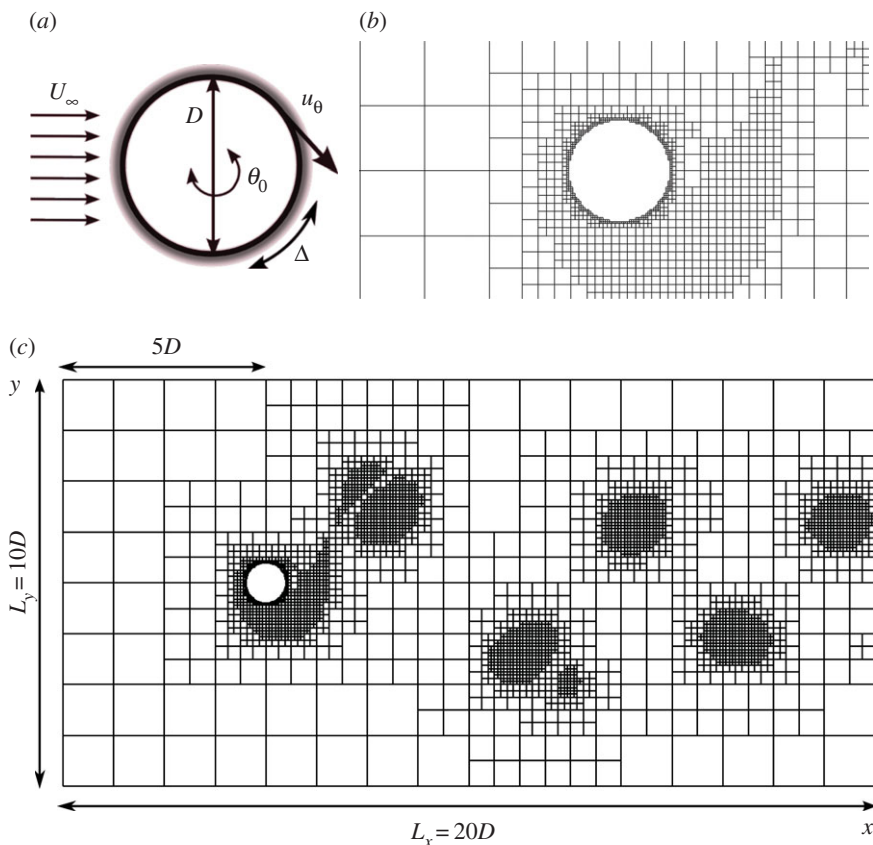 (a)
U∞
D
uθ
θ0
Δ
(b)
(c)
5D
y
Ly = 10D
Lx = 20D
x